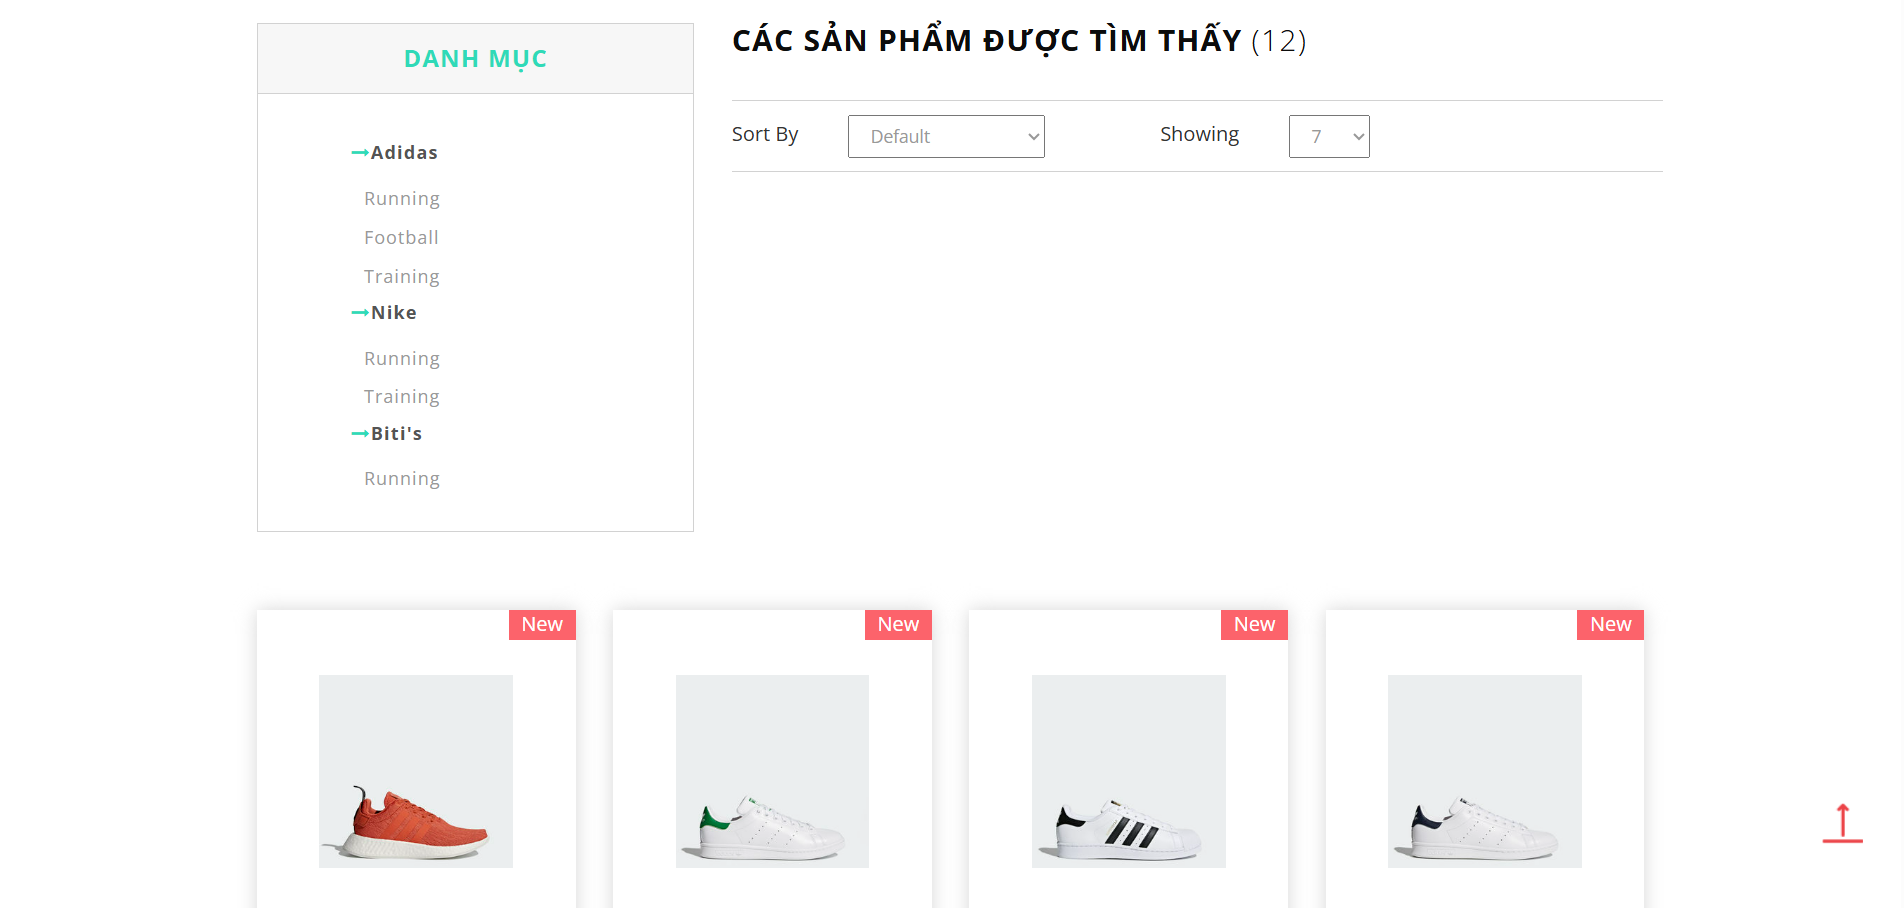 DANH MỤC
Adidas
Running
Football
Training
Nike
Running
Training
Biti's
Running
CÁC SẢN PHẨM ĐƯỢC TÌM THẤY (12)
Sort By Default Showing 7
New New New New